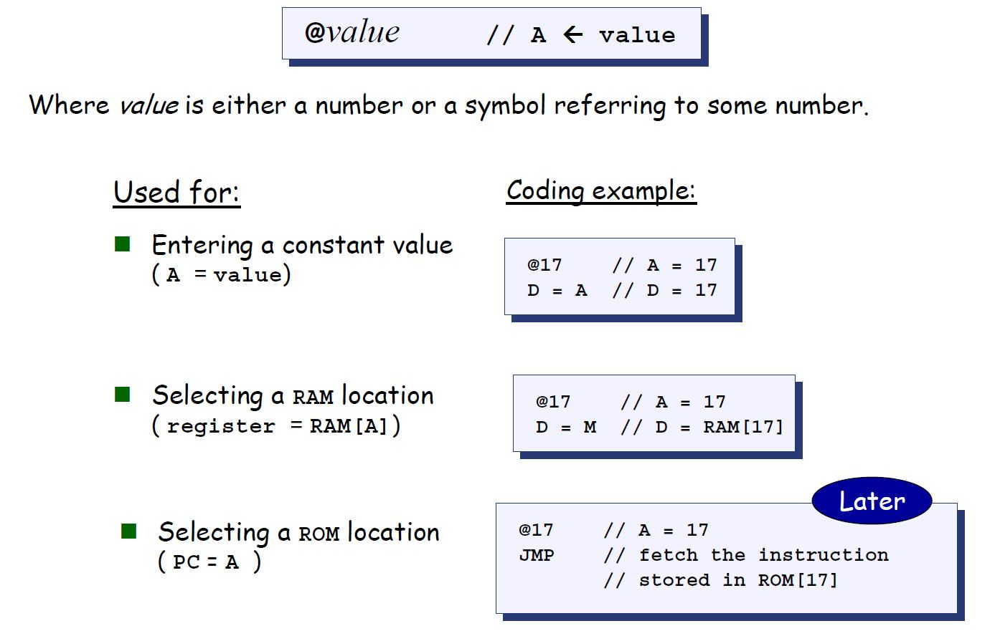 @value // A ← value
Where value is either a number or a symbol referring to some number.
Used for:
Coding example:
■ Entering a constant value
( A = value)
@17 // A = 17
D = A // D = 17
■ Selecting a RAM location
( register = RAM[A])
@17 // A = 17
D = M // D = RAM[17]
■ Selecting a ROM location
( PC = A )
Later
@17 // A = 17
JMP // fetch the instruction
// stored in ROM[17]